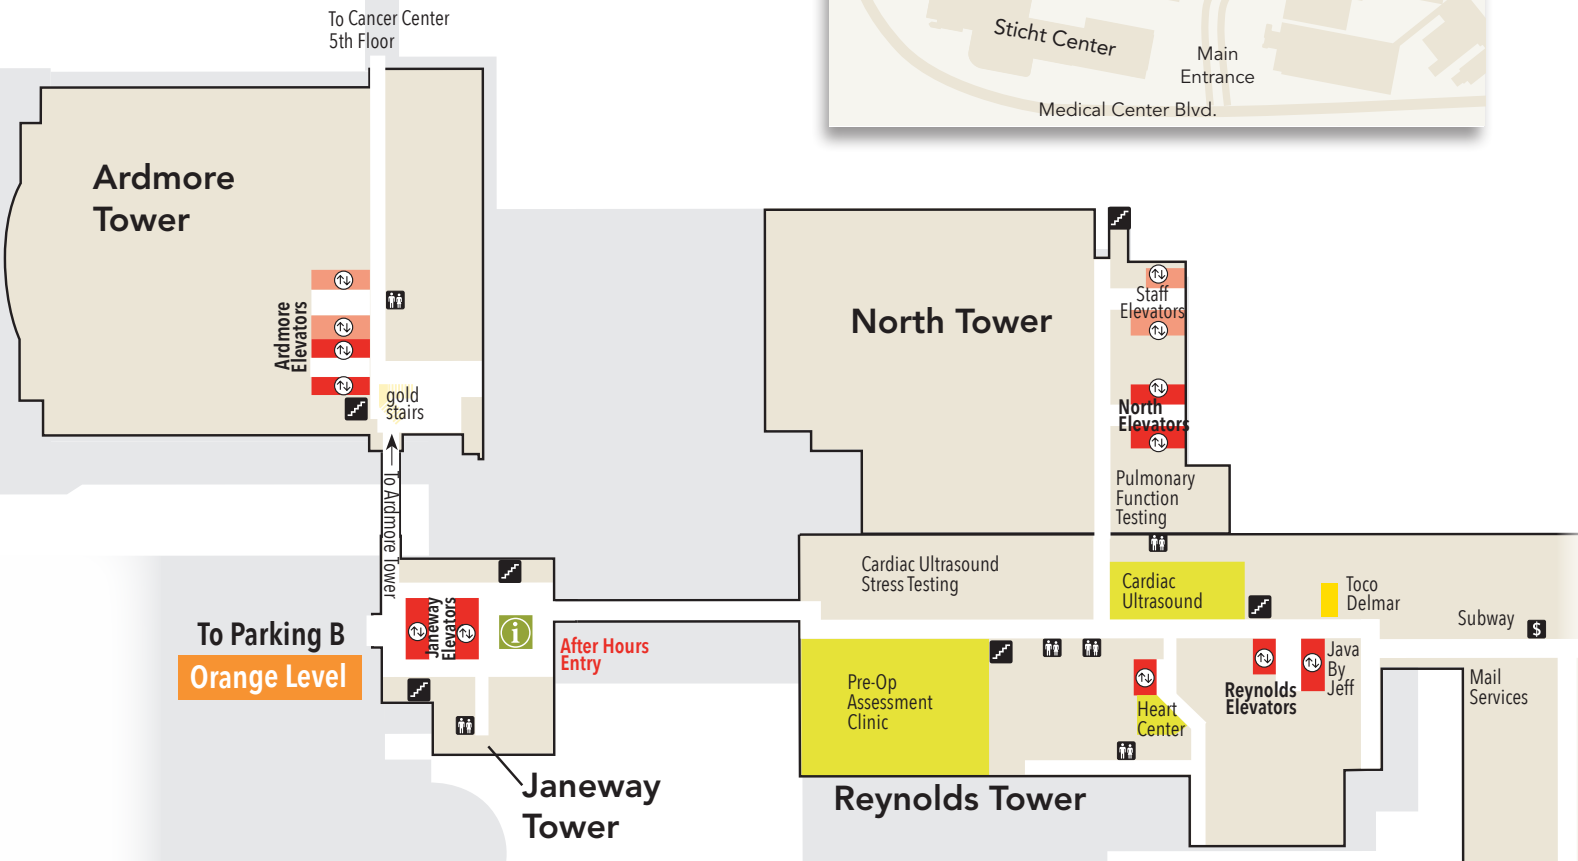 To Cancer Center
5th Floor
Sticht Center
Main
Entrance
Medical Center Blvd.
Ardmore
Tower
Ardmore
Elevators
gold
stairs
To Ardmore Tower
North Tower
Staff
Elevators
North
Elevators
Pulmonary
Function
Testing
Cardiac Ultrasound
Stress Testing
Cardiac
Ultrasound
Toco
Delmar
Subway
$
To Parking B
Orange Level
Janeway
Elevators
i
After Hours
Entry
Pre-Op
Assessment
Clinic
Heart
Center
Reynolds
Elevators
Java
By
Jeff
Mail
Services
Janeway
Tower
Reynolds Tower